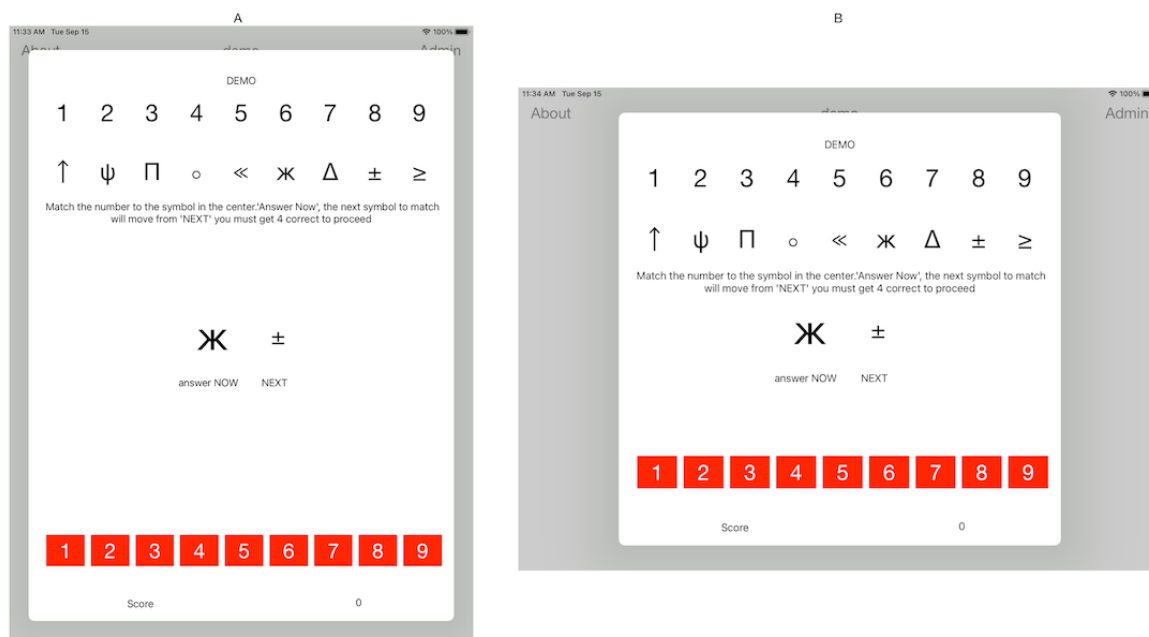 A
11:33 AM Tue Sep 15
100%
About demo Admin
DEMO
1 2 3 4 5 6 7 8 9
↑ ψ Π ○ ≪ ж Δ ± ≥
Match the number to the symbol in the center.'Answer Now', the next symbol to match
will move from 'NEXT' you must get 4 correct to proceed
Ж ±
answer NOW NEXT
1 2 3 4 5 6 7 8 9
Score 0
B
11:34 AM Tue Sep 15
100%
About demo Admin
DEMO
1 2 3 4 5 6 7 8 9
↑ ψ Π ○ ≪ ж Δ ± ≥
Match the number to the symbol in the center.'Answer Now', the next symbol to match
will move from 'NEXT' you must get 4 correct to proceed
Ж ±
answer NOW NEXT
1 2 3 4 5 6 7 8 9
Score 0